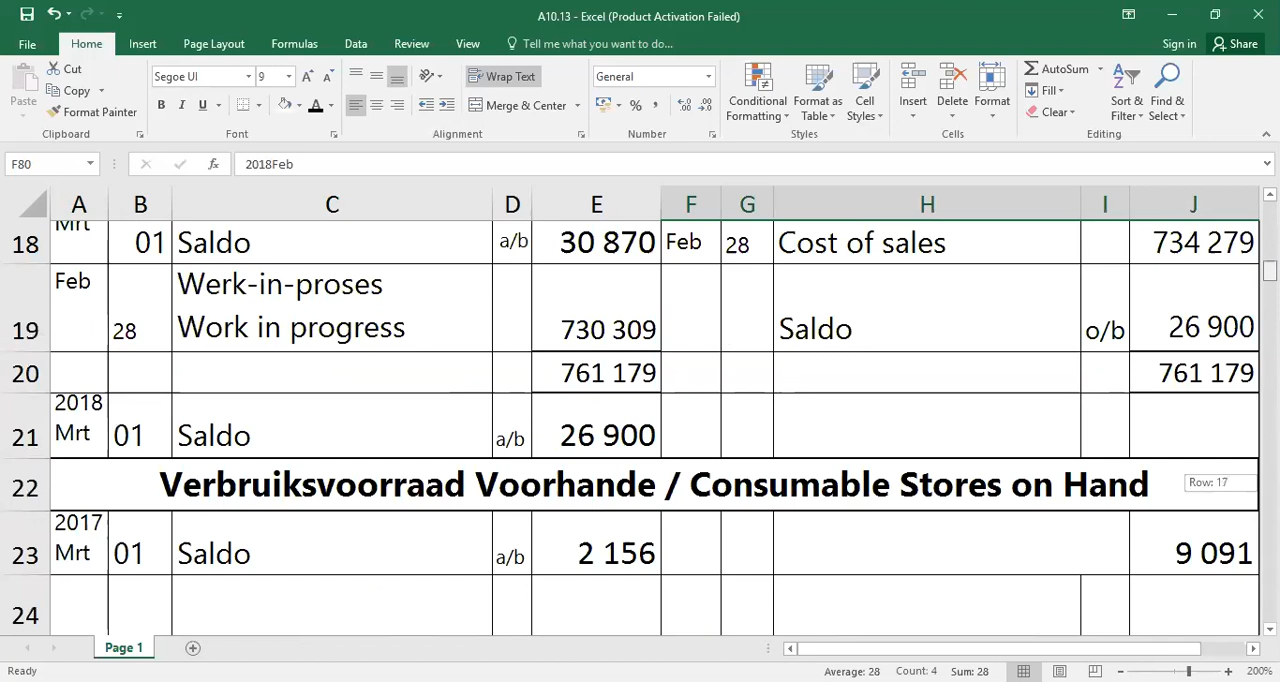 A10.13 - Excel (Product Activation Failed)
File Home Insert Page Layout Formulas Data Review View Tell me what you want to do... Sign in Share
Paste Cut
Copy
Format Painter
Clipboard
Segoe UI 9
B I U A
Font
Wrap Text
Merge & Center
Alignment
General
%
Number
Conditional Formatting
Format as Table
Cell Styles
Styles
Insert Delete Format
Cells
AutoSum
Fill
Clear
Sort & Filter
Find & Select
Editing
F80 fx 2018Feb
A B C D E F G H I J
18 Mrt 01 Saldo a/b 30 870 Feb 28 Cost of sales 734 279
Feb Werk-in-proses
19 28 Work in progress 730 309 Saldo o/b 26 900
20 761 179 761 179
2018
21 Mrt 01 Saldo a/b 26 900
22 Verbruiksvoorraad Voorhande / Consumable Stores on Hand Row: 17
2017
23 Mrt 01 Saldo a/b 2 156 9 091
24
Page 1
Ready Average: 28 Count: 4 Sum: 28 200%